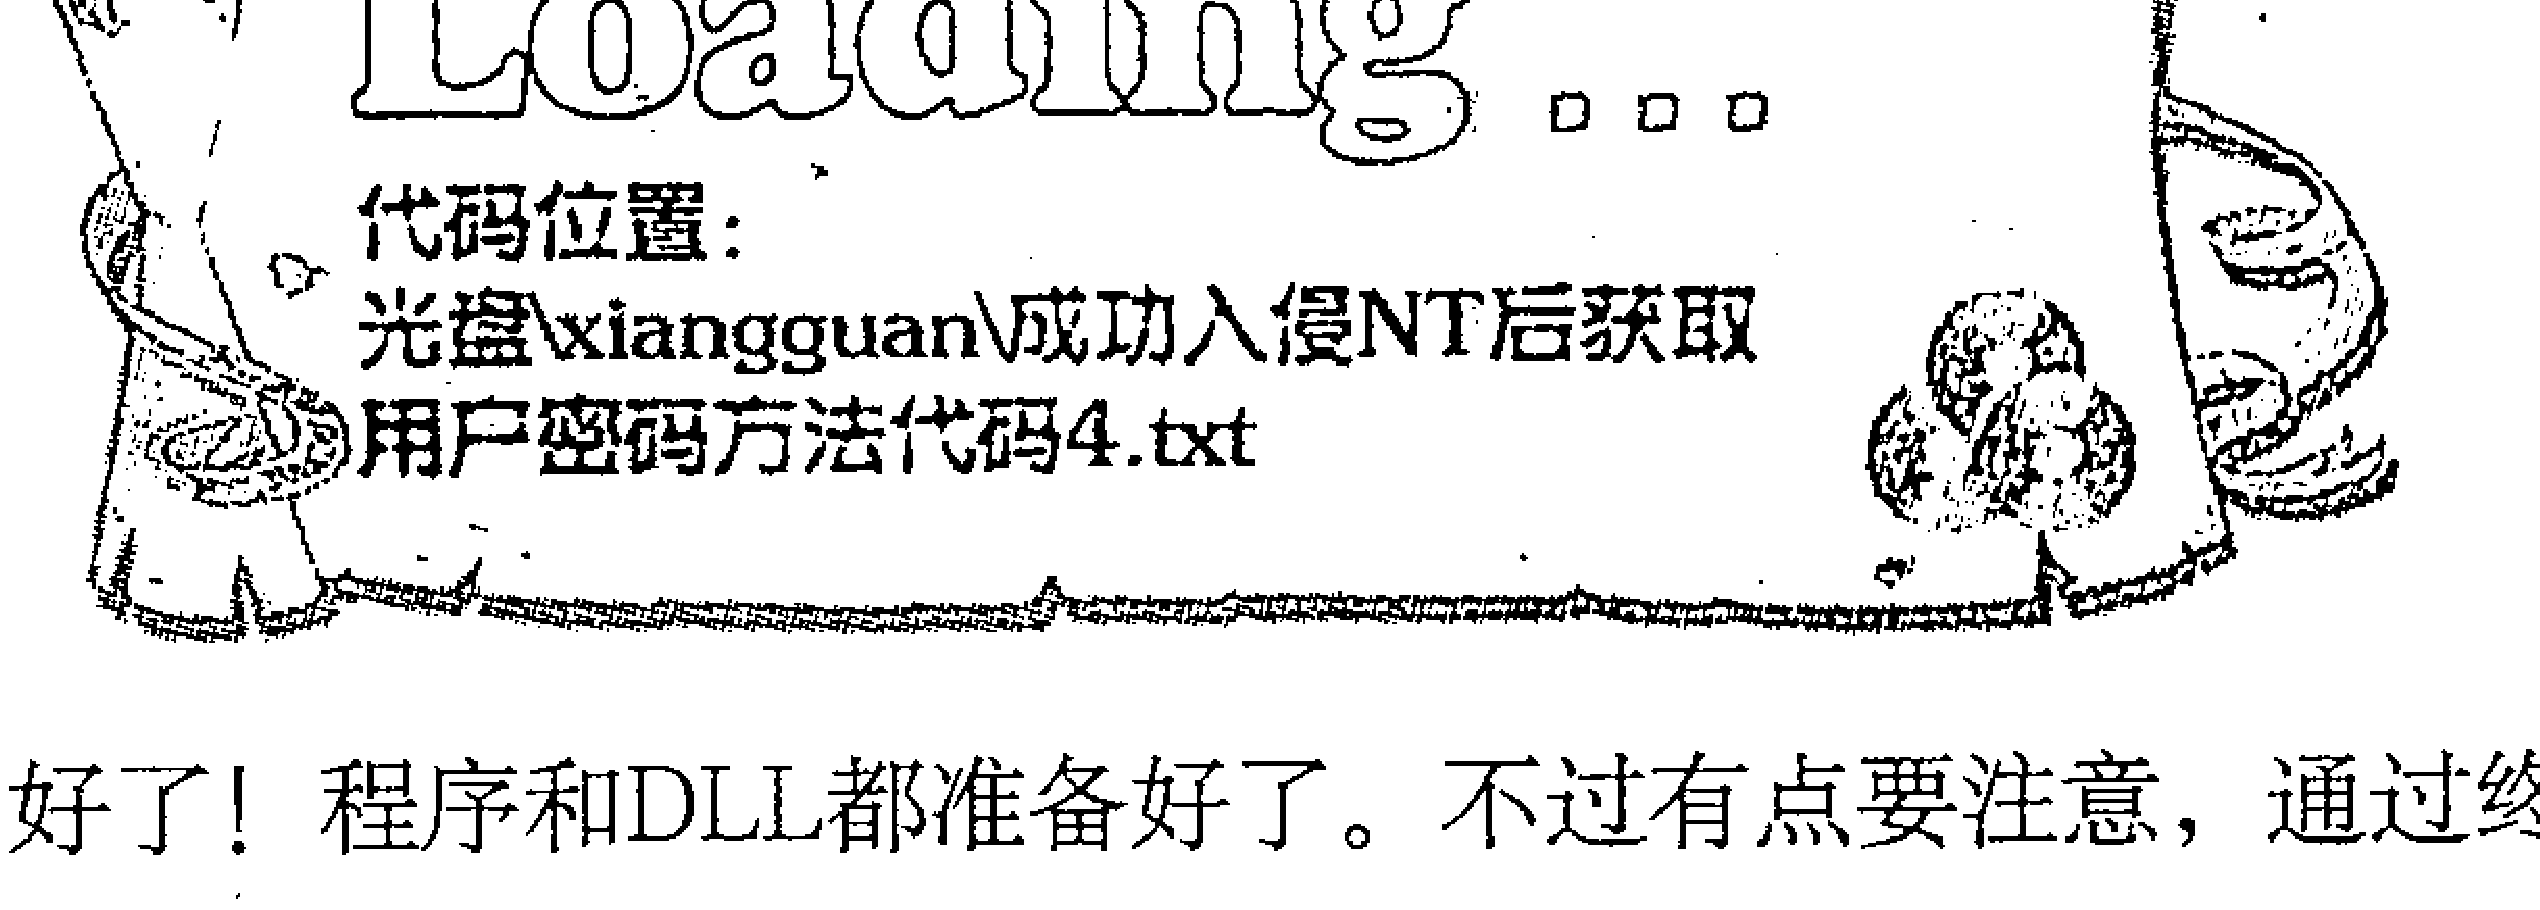 Loading...
代码位置：
光盘\xiangguan\成功入侵NT后获取
用户密码方法代码4.txt
好了！程序和DLL都准备好了。不过有点要注意，通过终